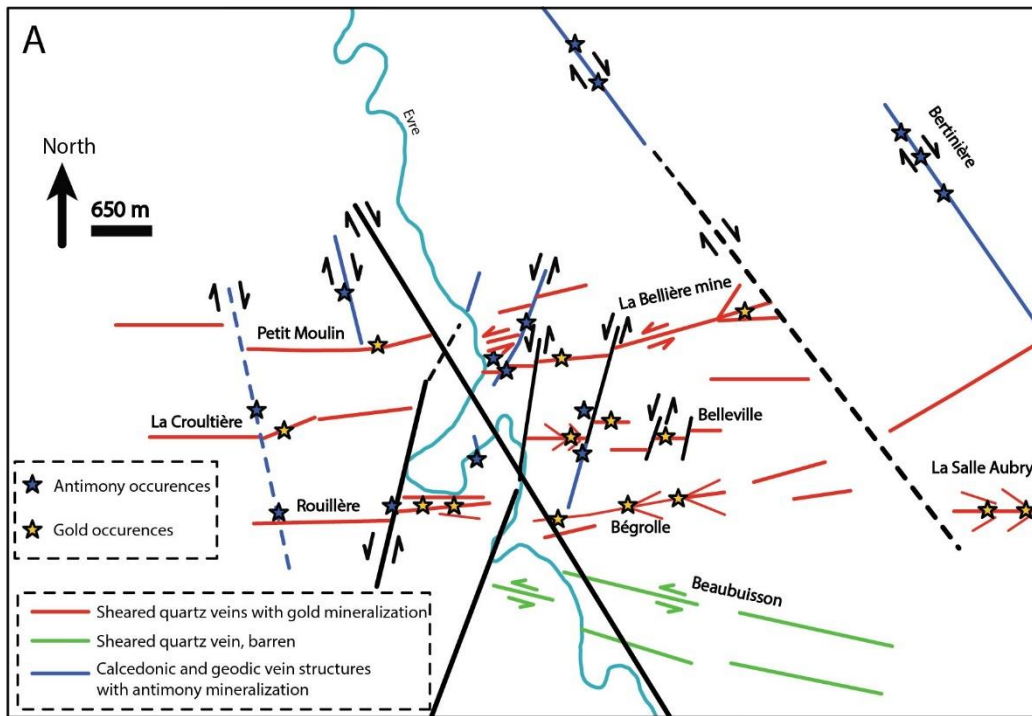 A
North
650 m
Evre
Bertinière
La Bellière mine
Petit Moulin
La Croultière
Belleville
La Salle Aubry
Rouillère
Bégrolle
Beaubuisson
Antimony occurences
Gold occurences
Sheared quartz veins with gold mineralization
Sheared quartz vein, barren
Calcedonic and geodic vein structures
with antimony mineralization